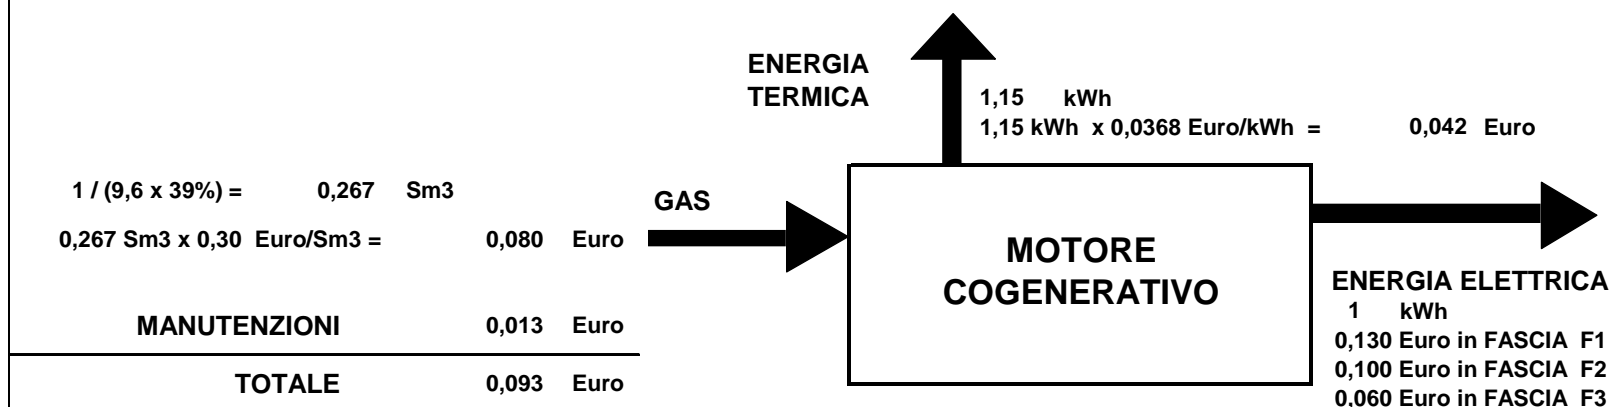 ENERGIA
TERMICA
1,15 kWh
1,15 kWh x 0,0368 Euro/kWh = 0,042 Euro
1 / (9,6 x 39%) = 0,267 Sm3
0,267 Sm3 x 0,30 Euro/Sm3 = 0,080 Euro
GAS
MOTORE
COGENERATIVO
MANUTENZIONI 0,013 Euro
TOTALE 0,093 Euro
ENERGIA ELETTRICA
1 kWh
0,130 Euro in FASCIA F1
0,100 Euro in FASCIA F2
0,060 Euro in FASCIA F3